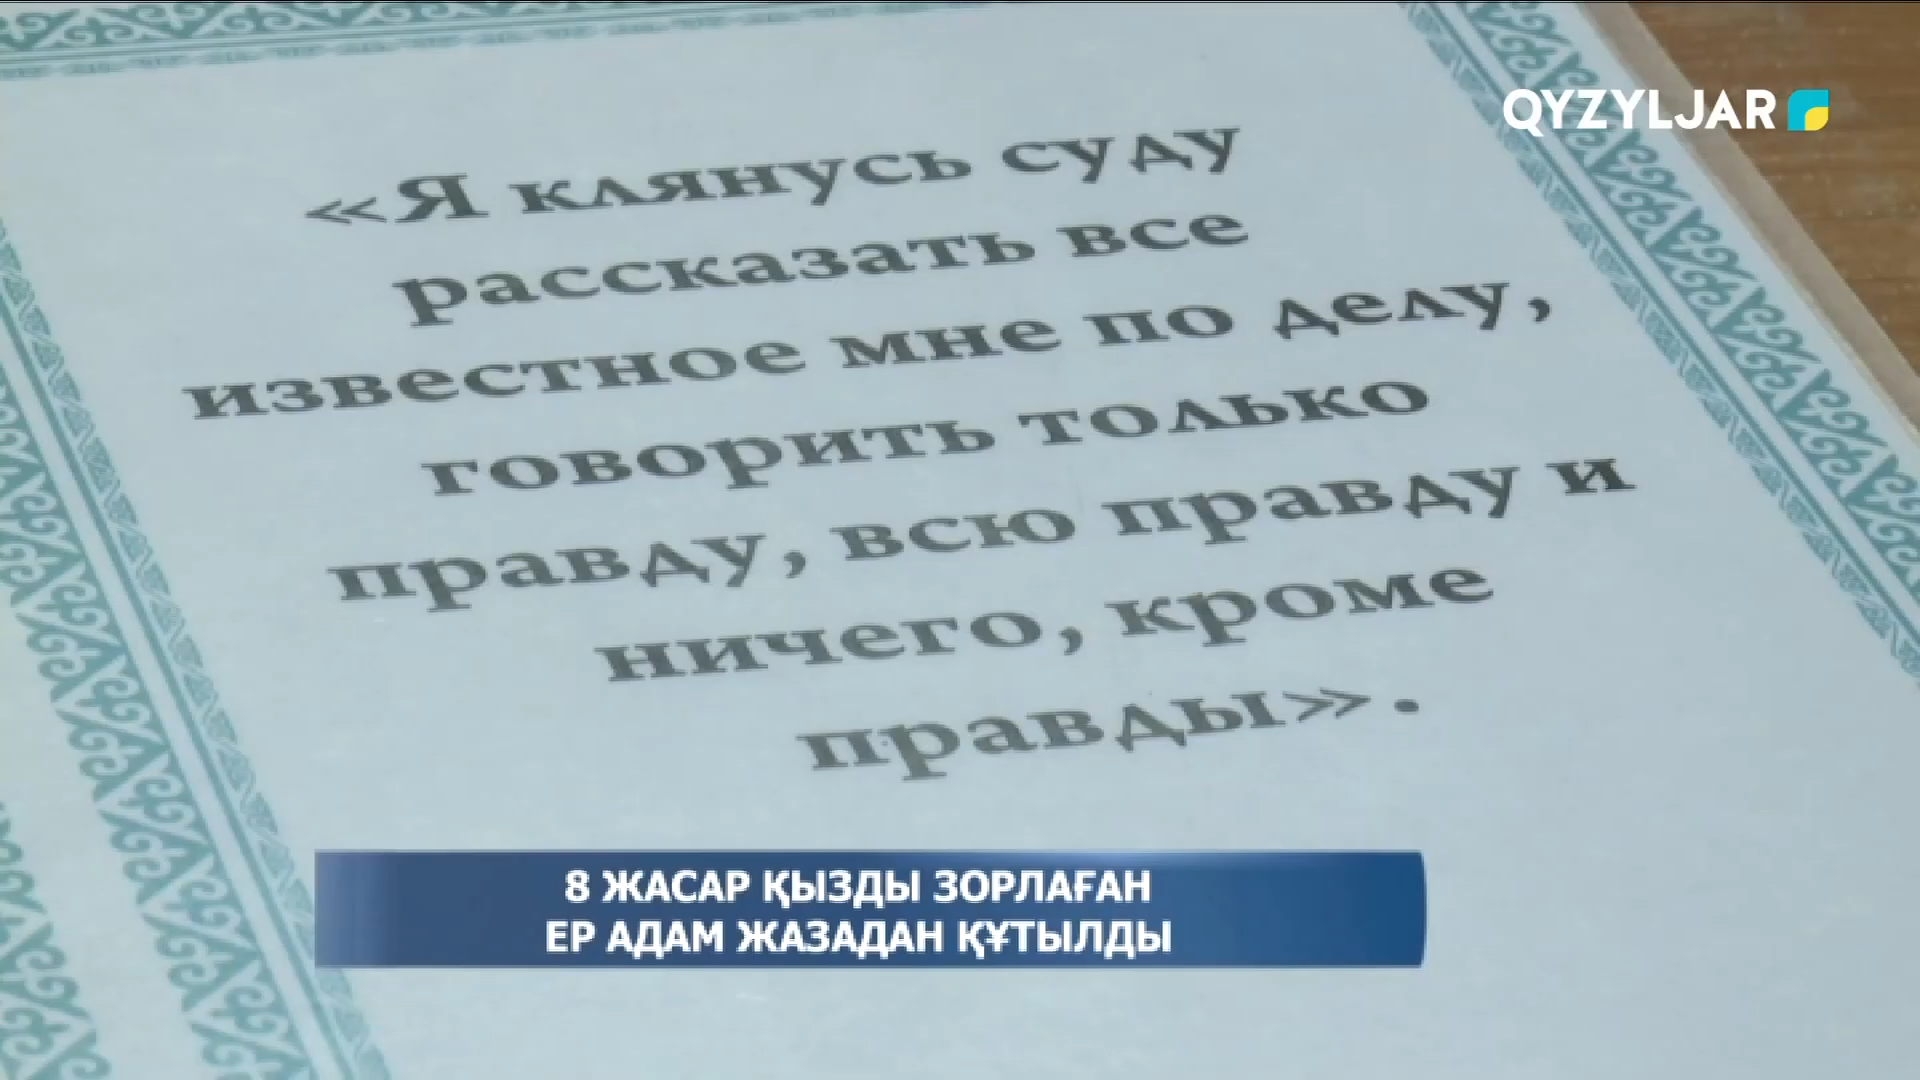 QYZYLJAR
«Я клянусь суду
рассказать все
известное мне по делу,
говорить только
правду, всю правду и
ничего, кроме
правды».
8 ЖАСАР ҚЫЗДЫ ЗОРЛАҒАН
ЕР АДАМ ЖАЗАДАН ҚҰТЫЛДЫ